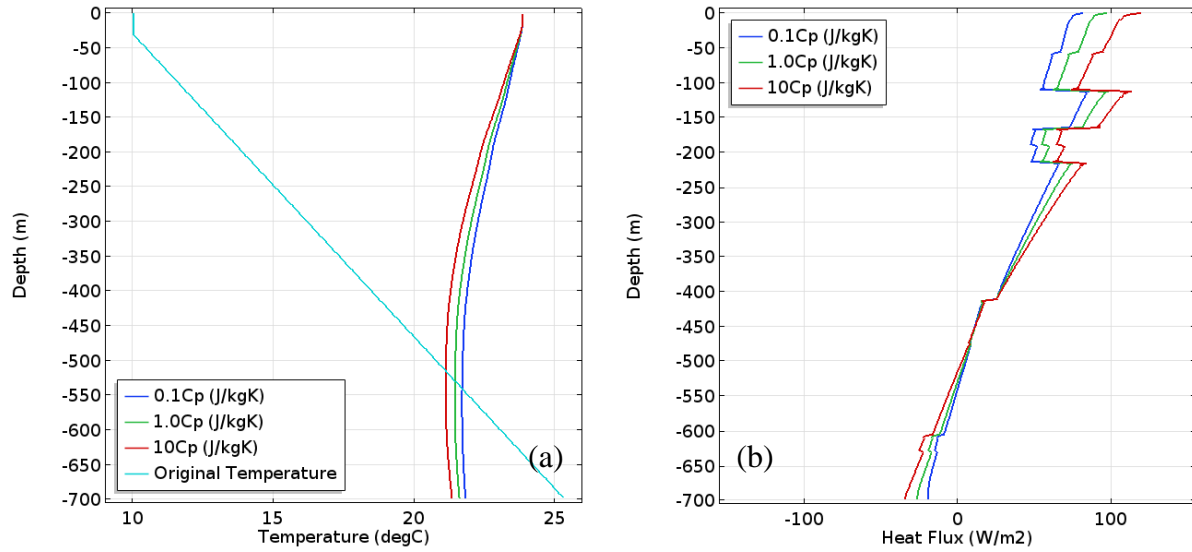 0
-50
-100
-150
-200
-250
-300
-350
-400
-450
-500
-550
-600
-650
-700
Depth (m)
0.1Cp (J/kgK)
1.0Cp (J/kgK)
10Cp (J/kgK)
Original Temperature
(a)
10 15 20 25
Temperature (degC)
0
-50
-100
-150
-200
-250
-300
-350
-400
-450
-500
-550
-600
-650
-700
Depth (m)
0.1Cp (J/kgK)
1.0Cp (J/kgK)
10Cp (J/kgK)
(b)
-100 0 100
Heat Flux (W/m2)